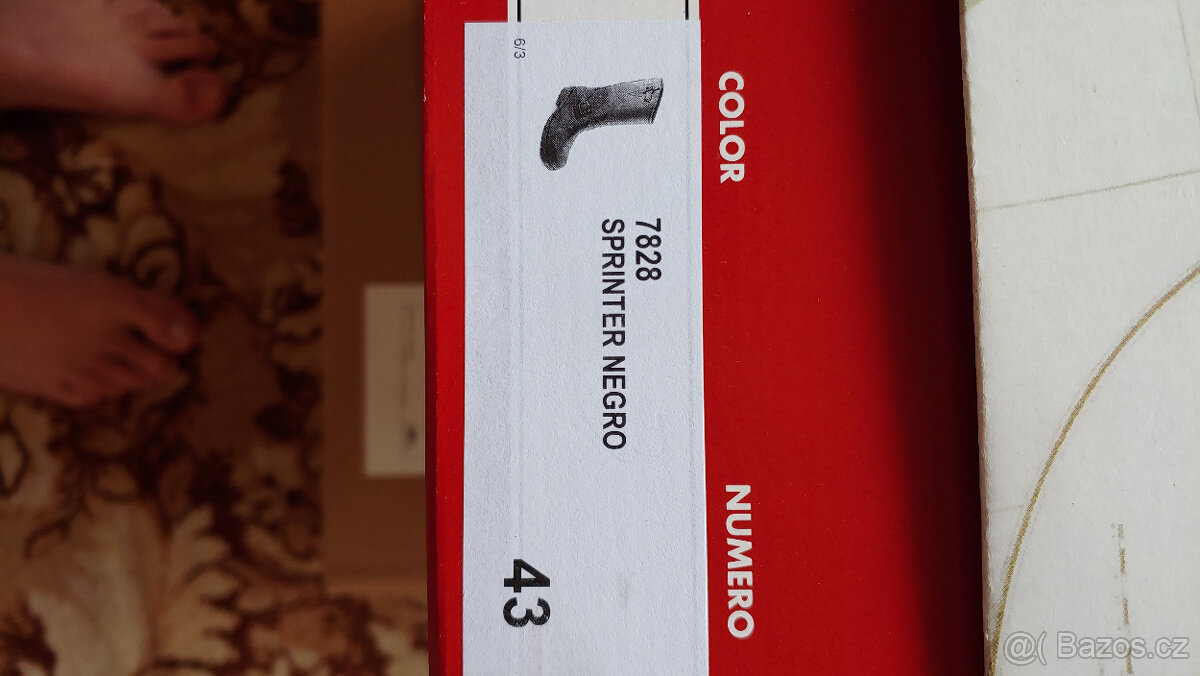 6/3
COLOR
7828
SPRINTER NEGRO
NUMERO
43
@( Bazos.cz